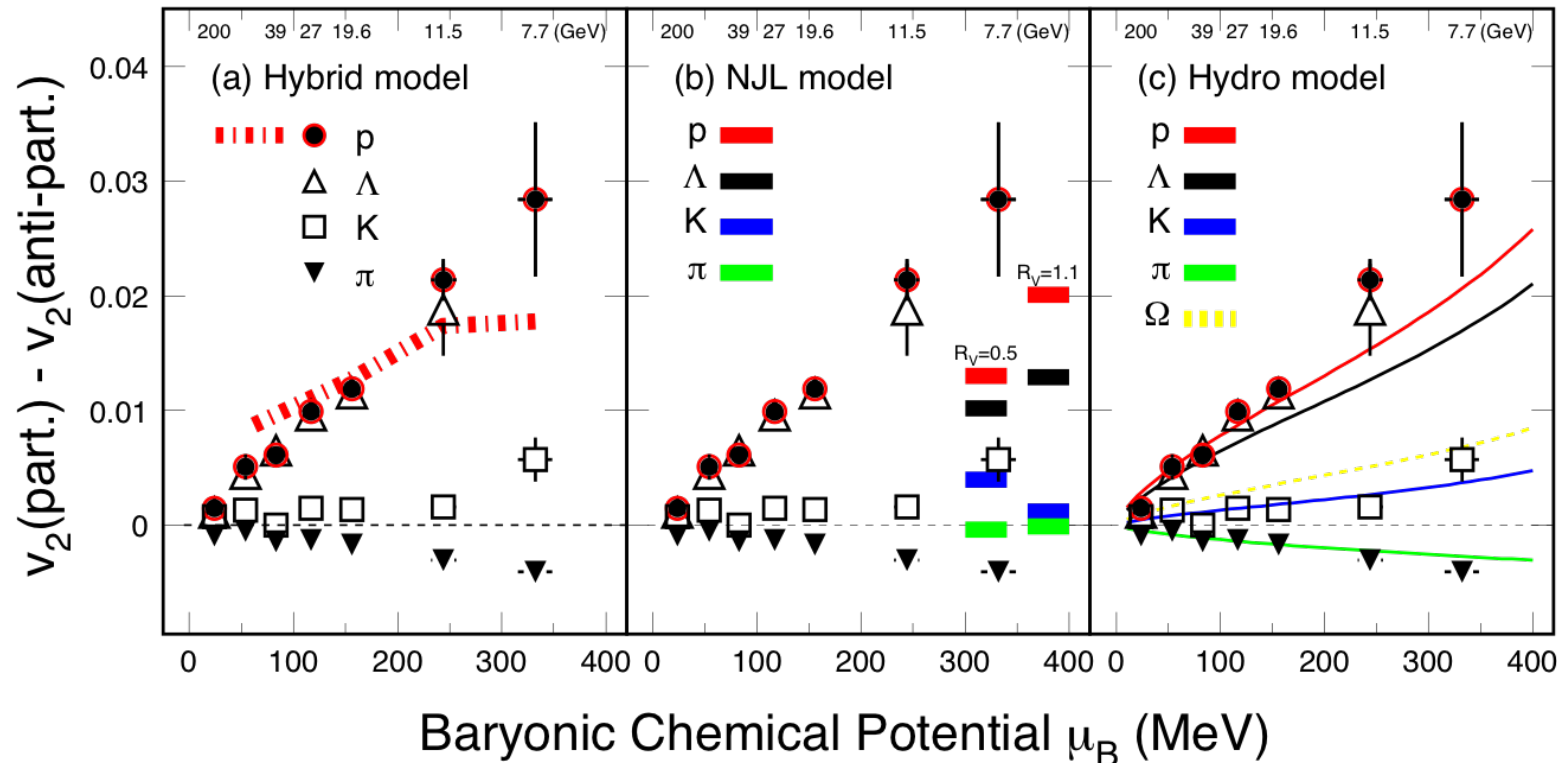 v2(part.) - v2(anti-part.)
200 39 27 19.6 11.5 7.7 (GeV)
(a) Hybrid model
p
Λ
K
π
0.04
0.03
0.02
0.01
0
0 100 200 300 400
200 39 27 19.6 11.5 7.7 (GeV)
(b) NJL model
p
Λ
K
π
RV=1.1
RV=0.5
0 100 200 300 400
200 39 27 19.6 11.5 7.7 (GeV)
(c) Hydro model
p
Λ
K
π
Ω
0 100 200 300 400
Baryonic Chemical Potential μB (MeV)